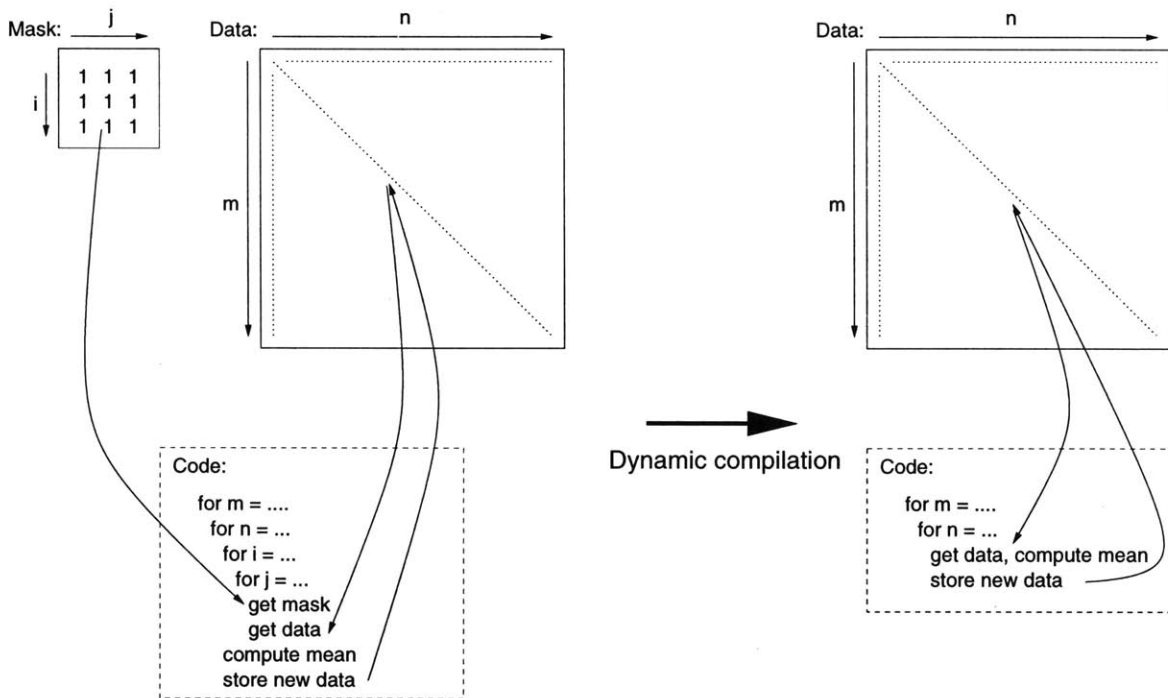 Mask:
j
i
1 1 1
1 1 1
1 1 1
Data:
n
m
Code:
for m = ....
for n = ...
for i = ...
for j = ...
get mask
get data
compute mean
store new data
Dynamic compilation
Data:
n
m
Code:
for m = ....
for n = ...
get data, compute mean
store new data